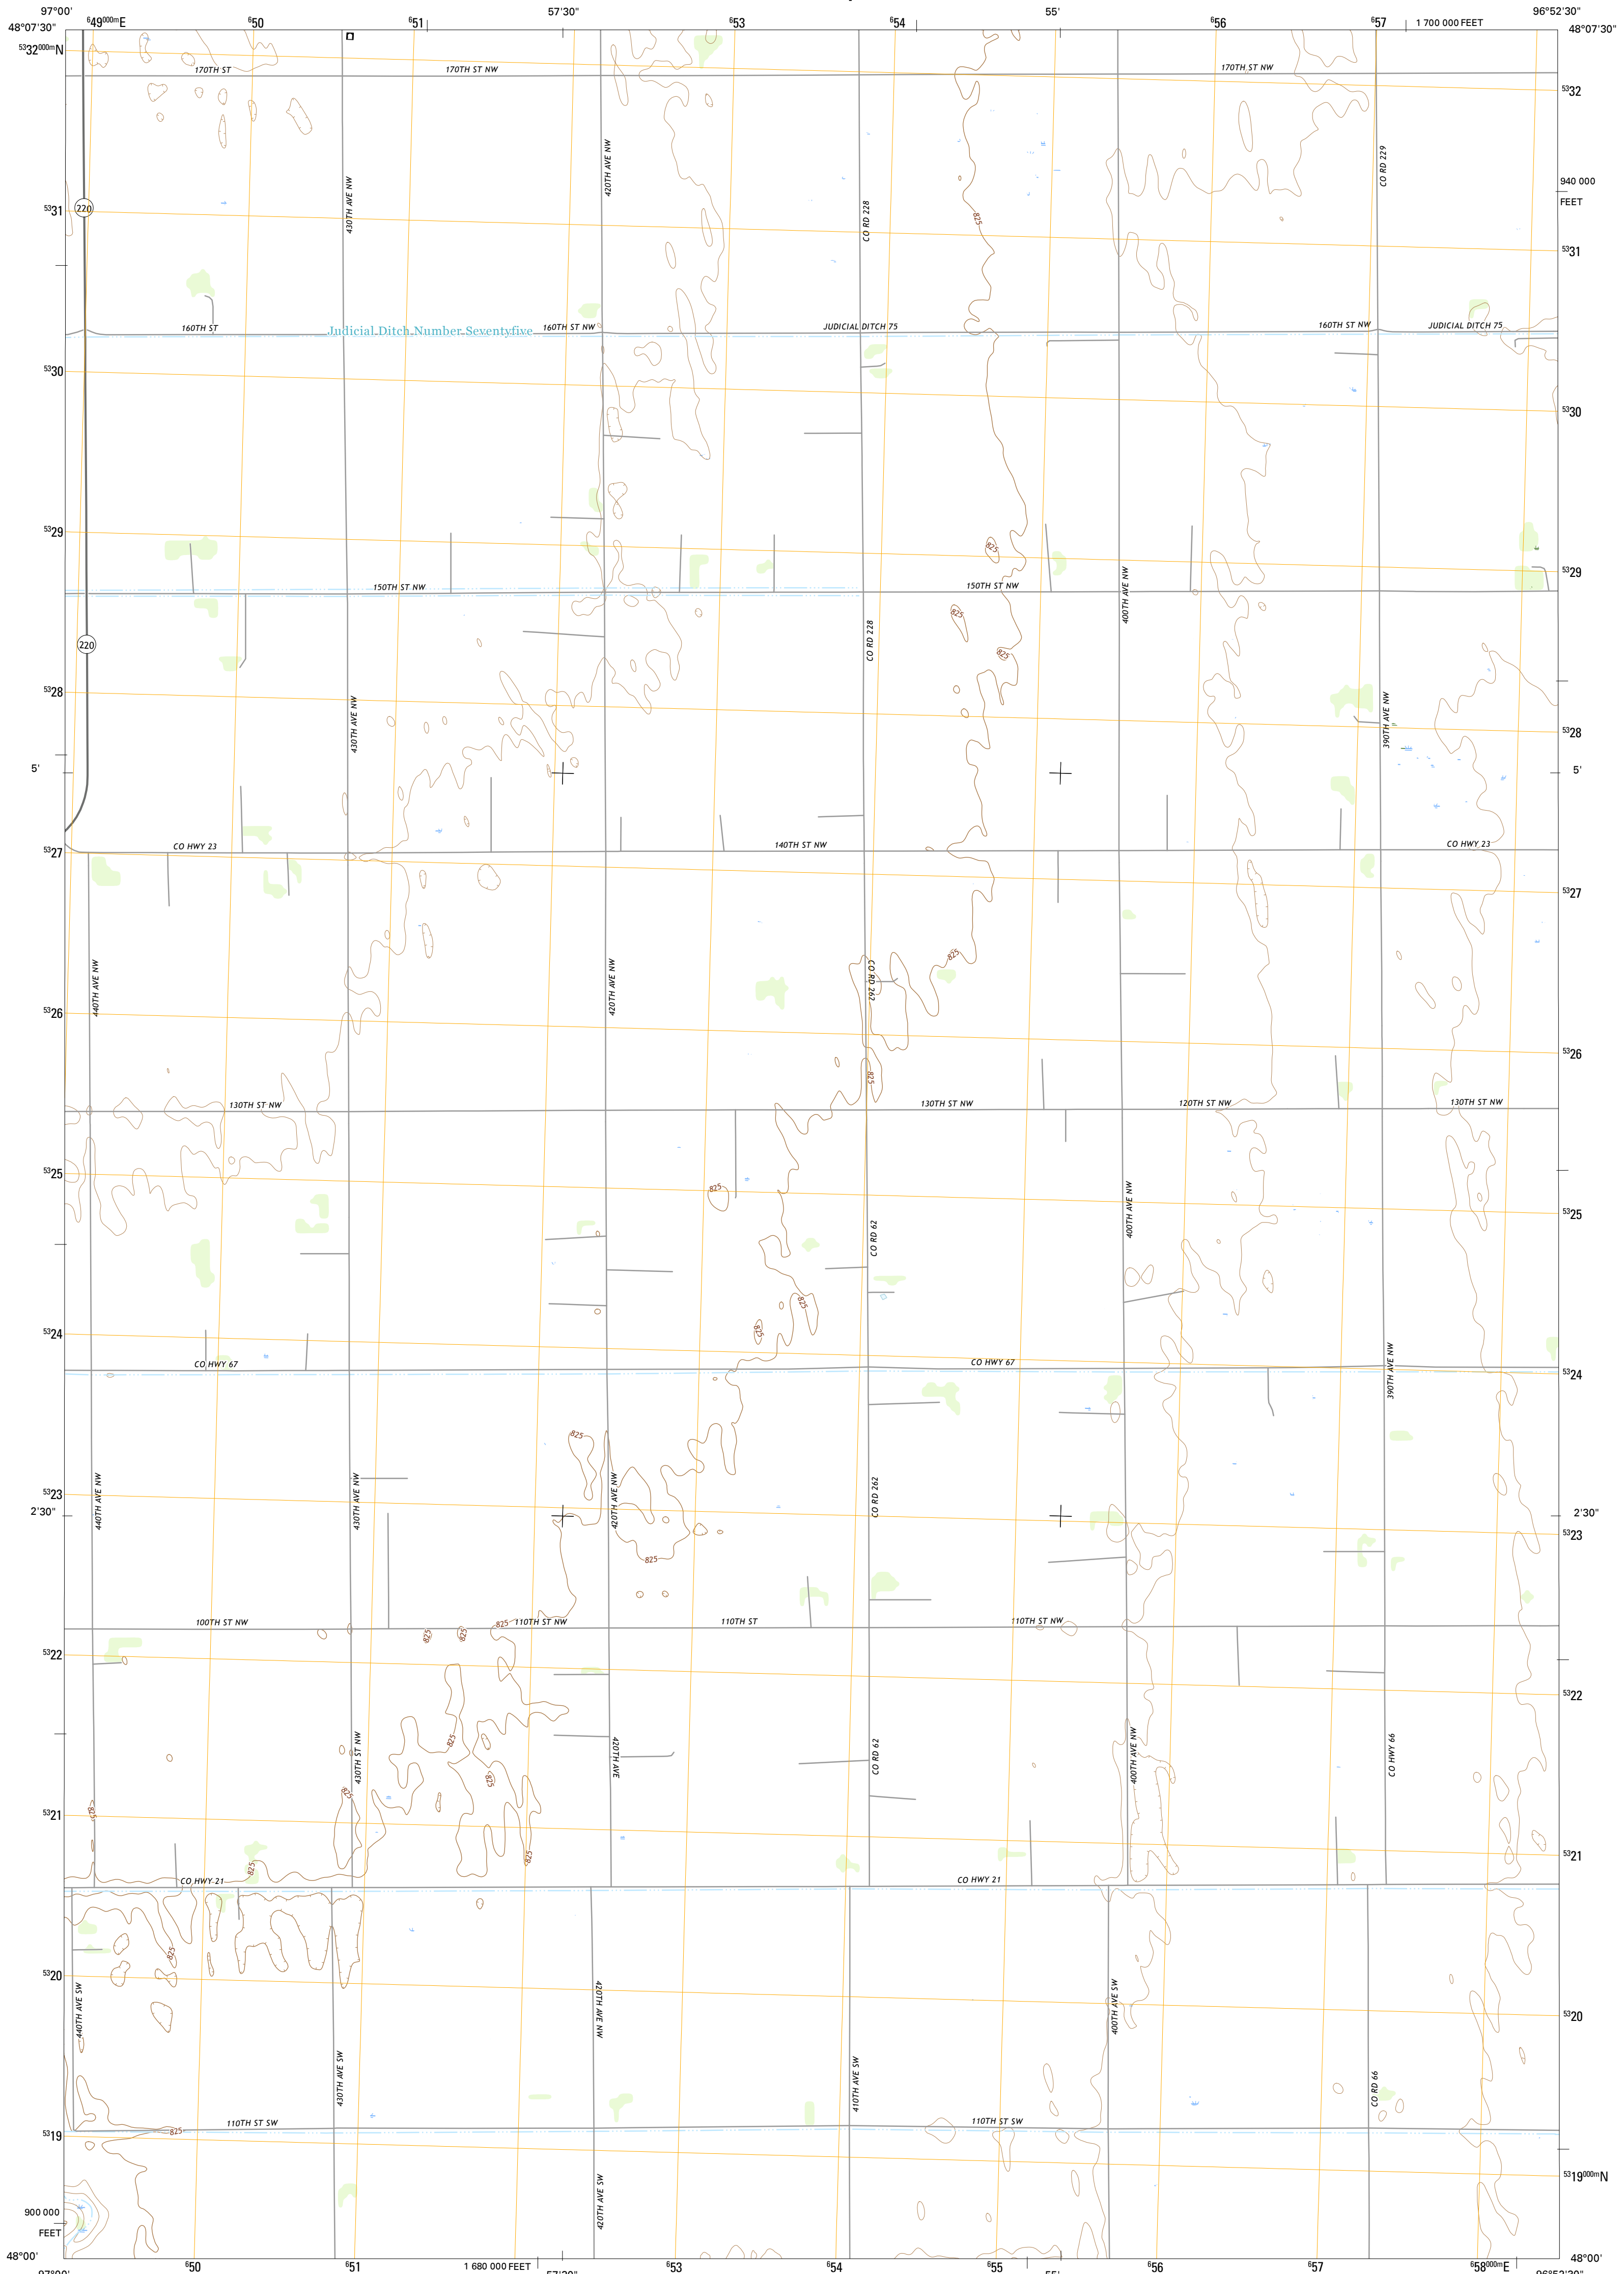 97°00'
⁶49⁰⁰⁰ᵐE
⁶50
⁶51
57'30"
⁶53
⁶54
55'
⁶56
⁶57
1 700 000 FEET
96°52'30"
48°07'30"
48°07'30"
⁵³32⁰⁰⁰ᵐN
170TH ST
170TH ST NW
170TH ST NW
⁵³32
420TH AVE NW
CO RD 229
430TH AVE NW
940 000
FEET
⁵³31
220
CO RD 228
825
⁵³31
160TH ST
Judicial Ditch Number Seventyfive
160TH ST NW
JUDICIAL DITCH 75
160TH ST NW
JUDICIAL DITCH 75
⁵³30
⁵³30
⁵³29
825
⁵³29
150TH ST NW
150TH ST NW
400TH AVE NW
825
220
CO RD 228
825
⁵³28
430TH AVE NW
390TH AVE NW
⁵³28
5'
5'
CO HWY 23
140TH ST NW
CO HWY 23
⁵³27
⁵³27
825
440TH AVE NW
420TH AVE NW
CO RD 262
⁵³26
⁵³26
825
130TH ST NW
130TH ST NW
120TH ST NW
130TH ST NW
⁵³25
825
400TH AVE NW
⁵³25
CO RD 62
825
825
⁵³24
CO HWY 67
CO HWY 67
390TH AVE NW
⁵³24
825
440TH AVE NW
430TH AVE NW
420TH AVE NW
CO RD 262
⁵³23
2'30"
2'30"
⁵³23
825
100TH ST NW
825
825
825
110TH ST NW
110TH ST
110TH ST NW
⁵³22
⁵³22
825
430TH ST NW
420TH AVE
CO RD 62
400TH AVE NW
CO HWY 66
825
825
825
⁵³21
825
825
⁵³21
CO HWY 21
CO HWY 21
825
⁵³20
440TH AVE SW
420TH AVE NW
400TH AVE SW
⁵³20
430TH AVE SW
410TH AVE SW
CO RD 66
110TH ST SW
825
110TH ST SW
⁵³19
⁵³19⁰⁰⁰ᵐN
420TH AVE SW
900 000
FEET
48°00'
48°00'
⁶50
⁶51
1 680 000 FEET
⁶53
⁶54
⁶55
⁶56
⁶57
⁶58⁰⁰⁰ᵐE